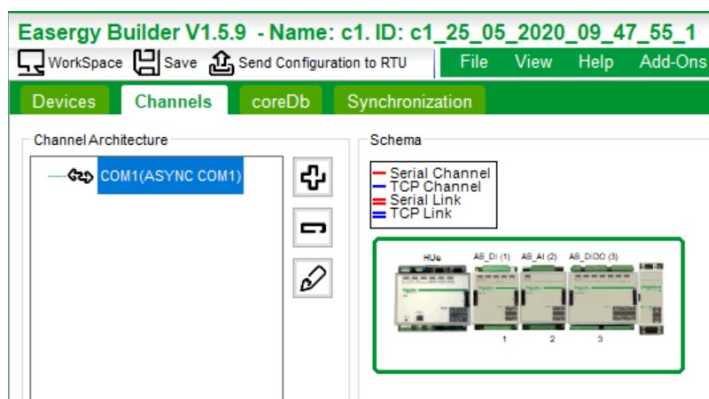 Easergy Builder V1.5.9 - Name: c1. ID: c1_25_05_2020_09_47_55_1
WorkSpace Save Send Configuration to RTU File View Help Add-Ons
Devices Channels coreDb Synchronization
Channel Architecture
COM1(ASYNC COM1)
Schema
Serial Channel
TCP Channel
Serial Link
TCP Link
HUe AB_DI (1) AB_AI (2) AB_DIDO (3)
1 2 3